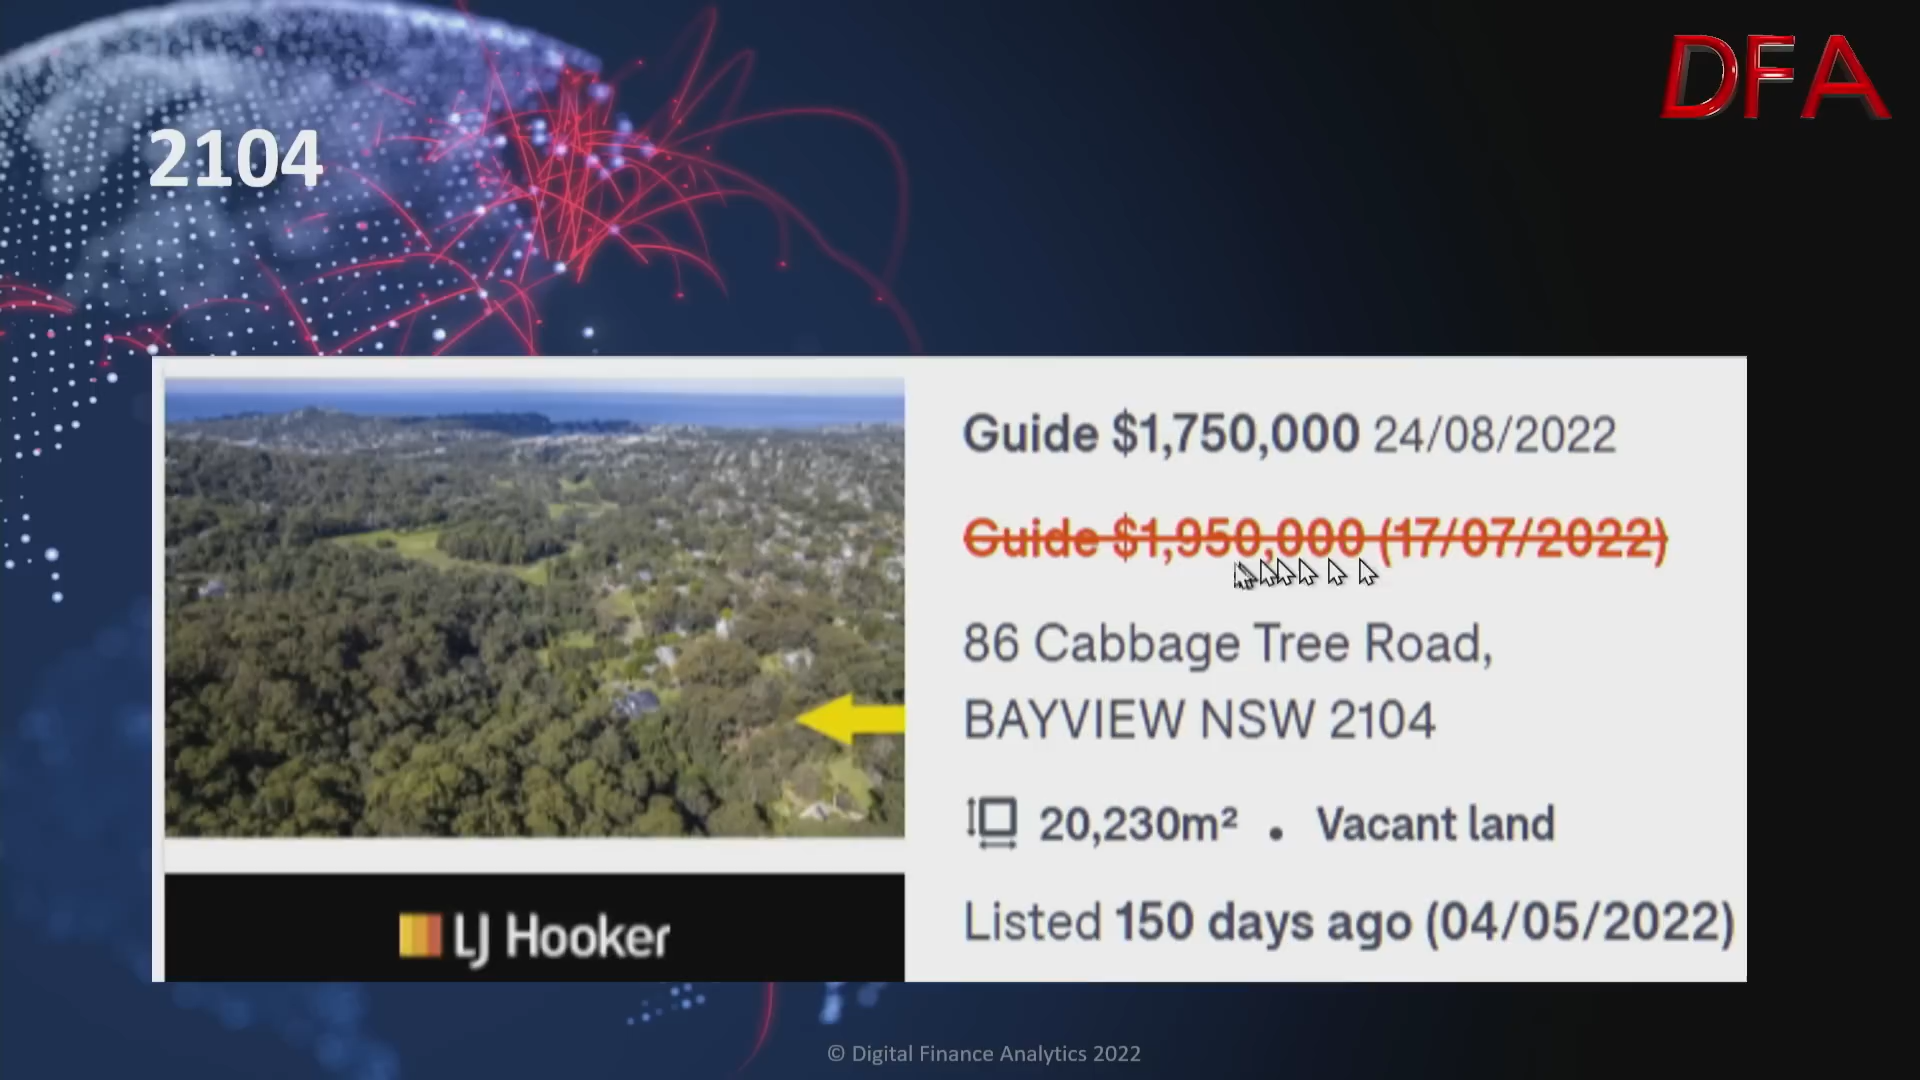 DFA
2104
Guide $1,750,000 24/08/2022
Guide $1,950,000 (17/07/2022)
86 Cabbage Tree Road,
BAYVIEW NSW 2104
20,230m² . Vacant land
Listed 150 days ago (04/05/2022)
LJ Hooker
© Digital Finance Analytics 2022